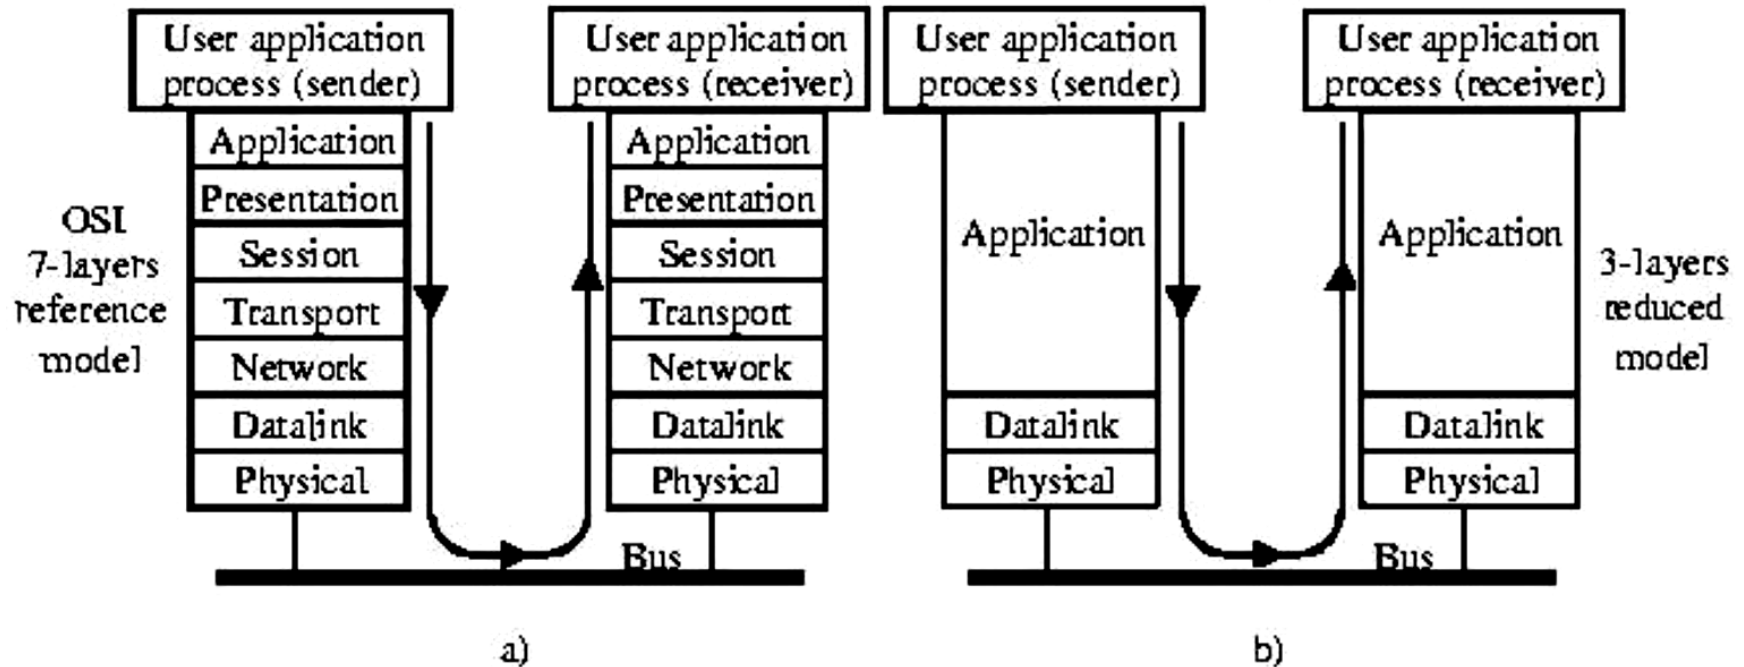 User application
process (sender)
User application
process (receiver)
User application
process (sender)
User application
process (receiver)
OSI
7-layers
reference
model
Application
Presentation
Session
Transport
Network
Datalink
Physical
Application
Presentation
Session
Transport
Network
Datalink
Physical
Bus
Application
Datalink
Physical
Application
Datalink
Physical
Bus
3-layers
reduced
model
a)
b)